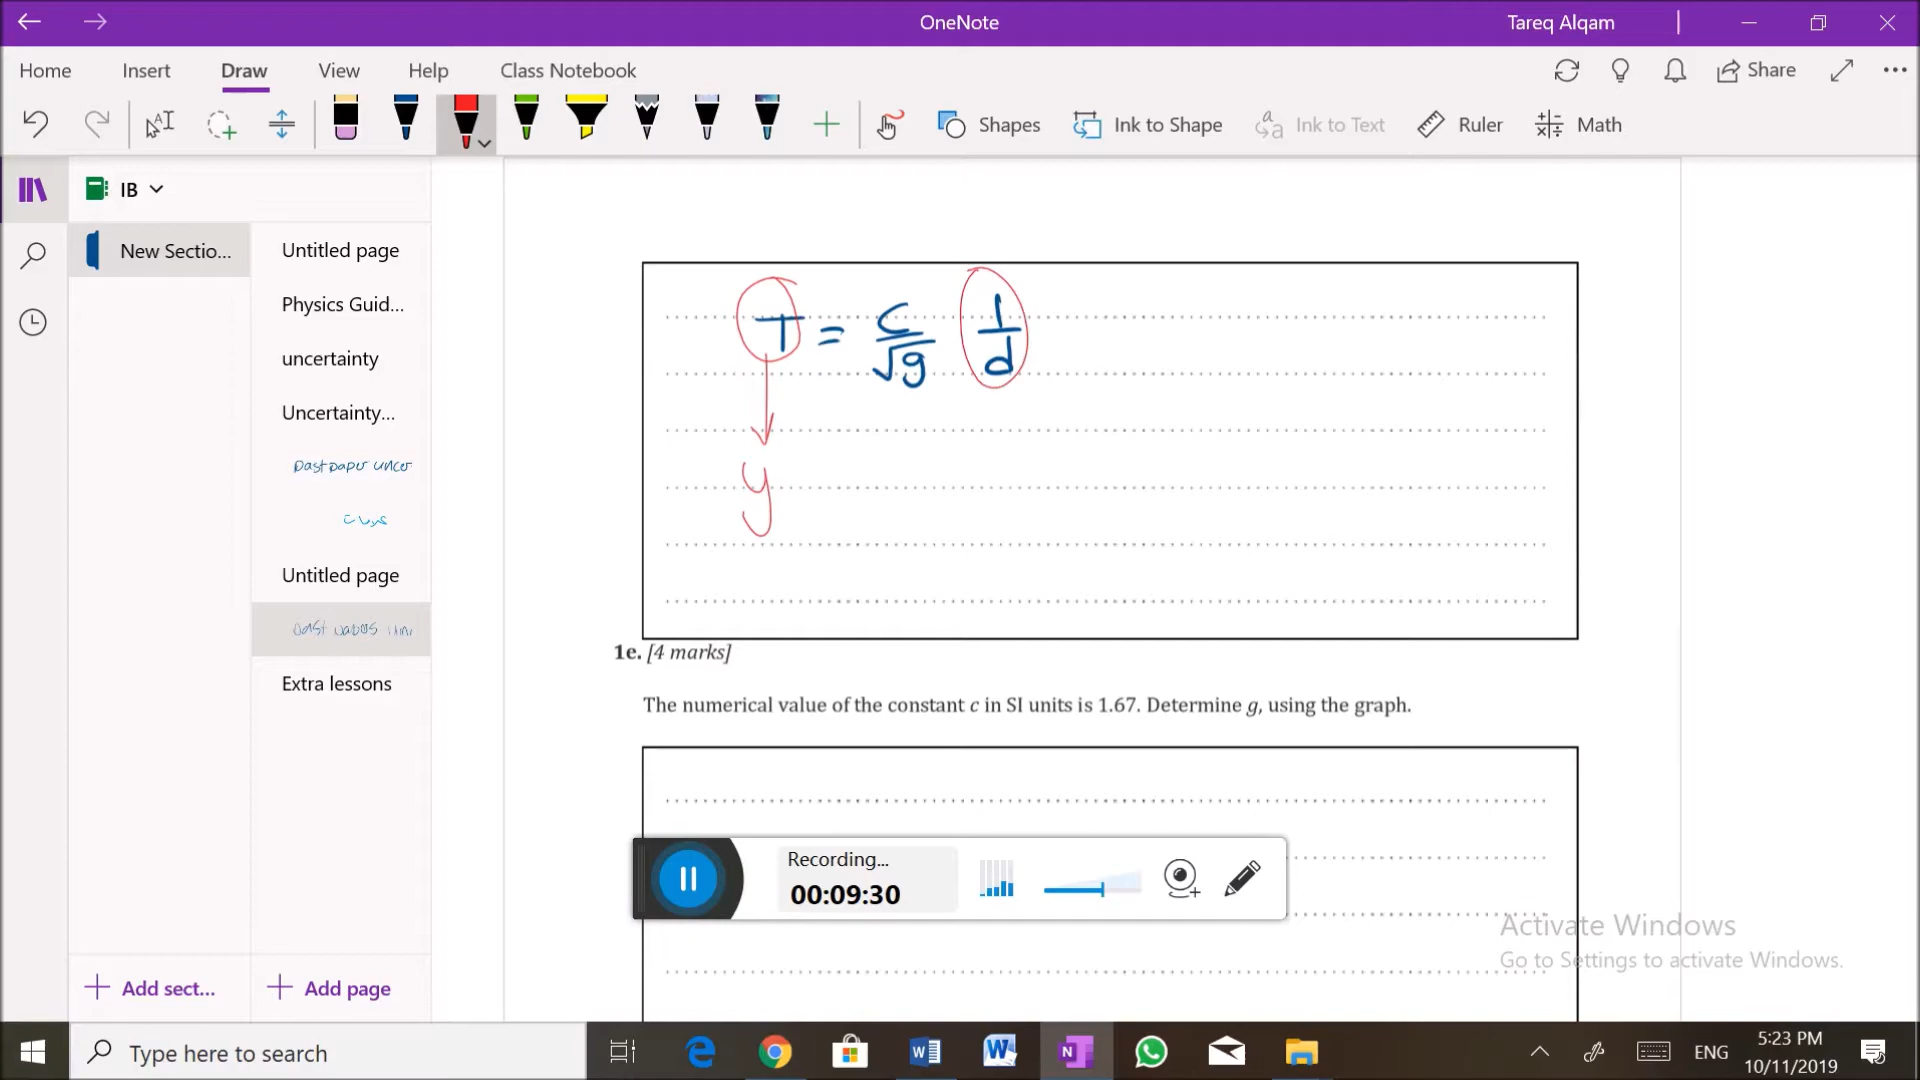 OneNote
Tareq Alqam
Home Insert Draw View Help Class Notebook
Share
Shapes Ink to Shape Ink to Text Ruler Math
IB
New Sectio...
Untitled page
Physics Guid...
uncertainty
Uncertainty...
Past paper uncer
Untitled page
Extra lessons
T = c/√g 1/d
y
1e. [4 marks]
The numerical value of the constant c in SI units is 1.67. Determine g, using the graph.
Recording...
00:09:30
Activate Windows
Go to Settings to activate Windows.
Add sect...
Add page
Type here to search
ENG
5:23 PM
10/11/2019